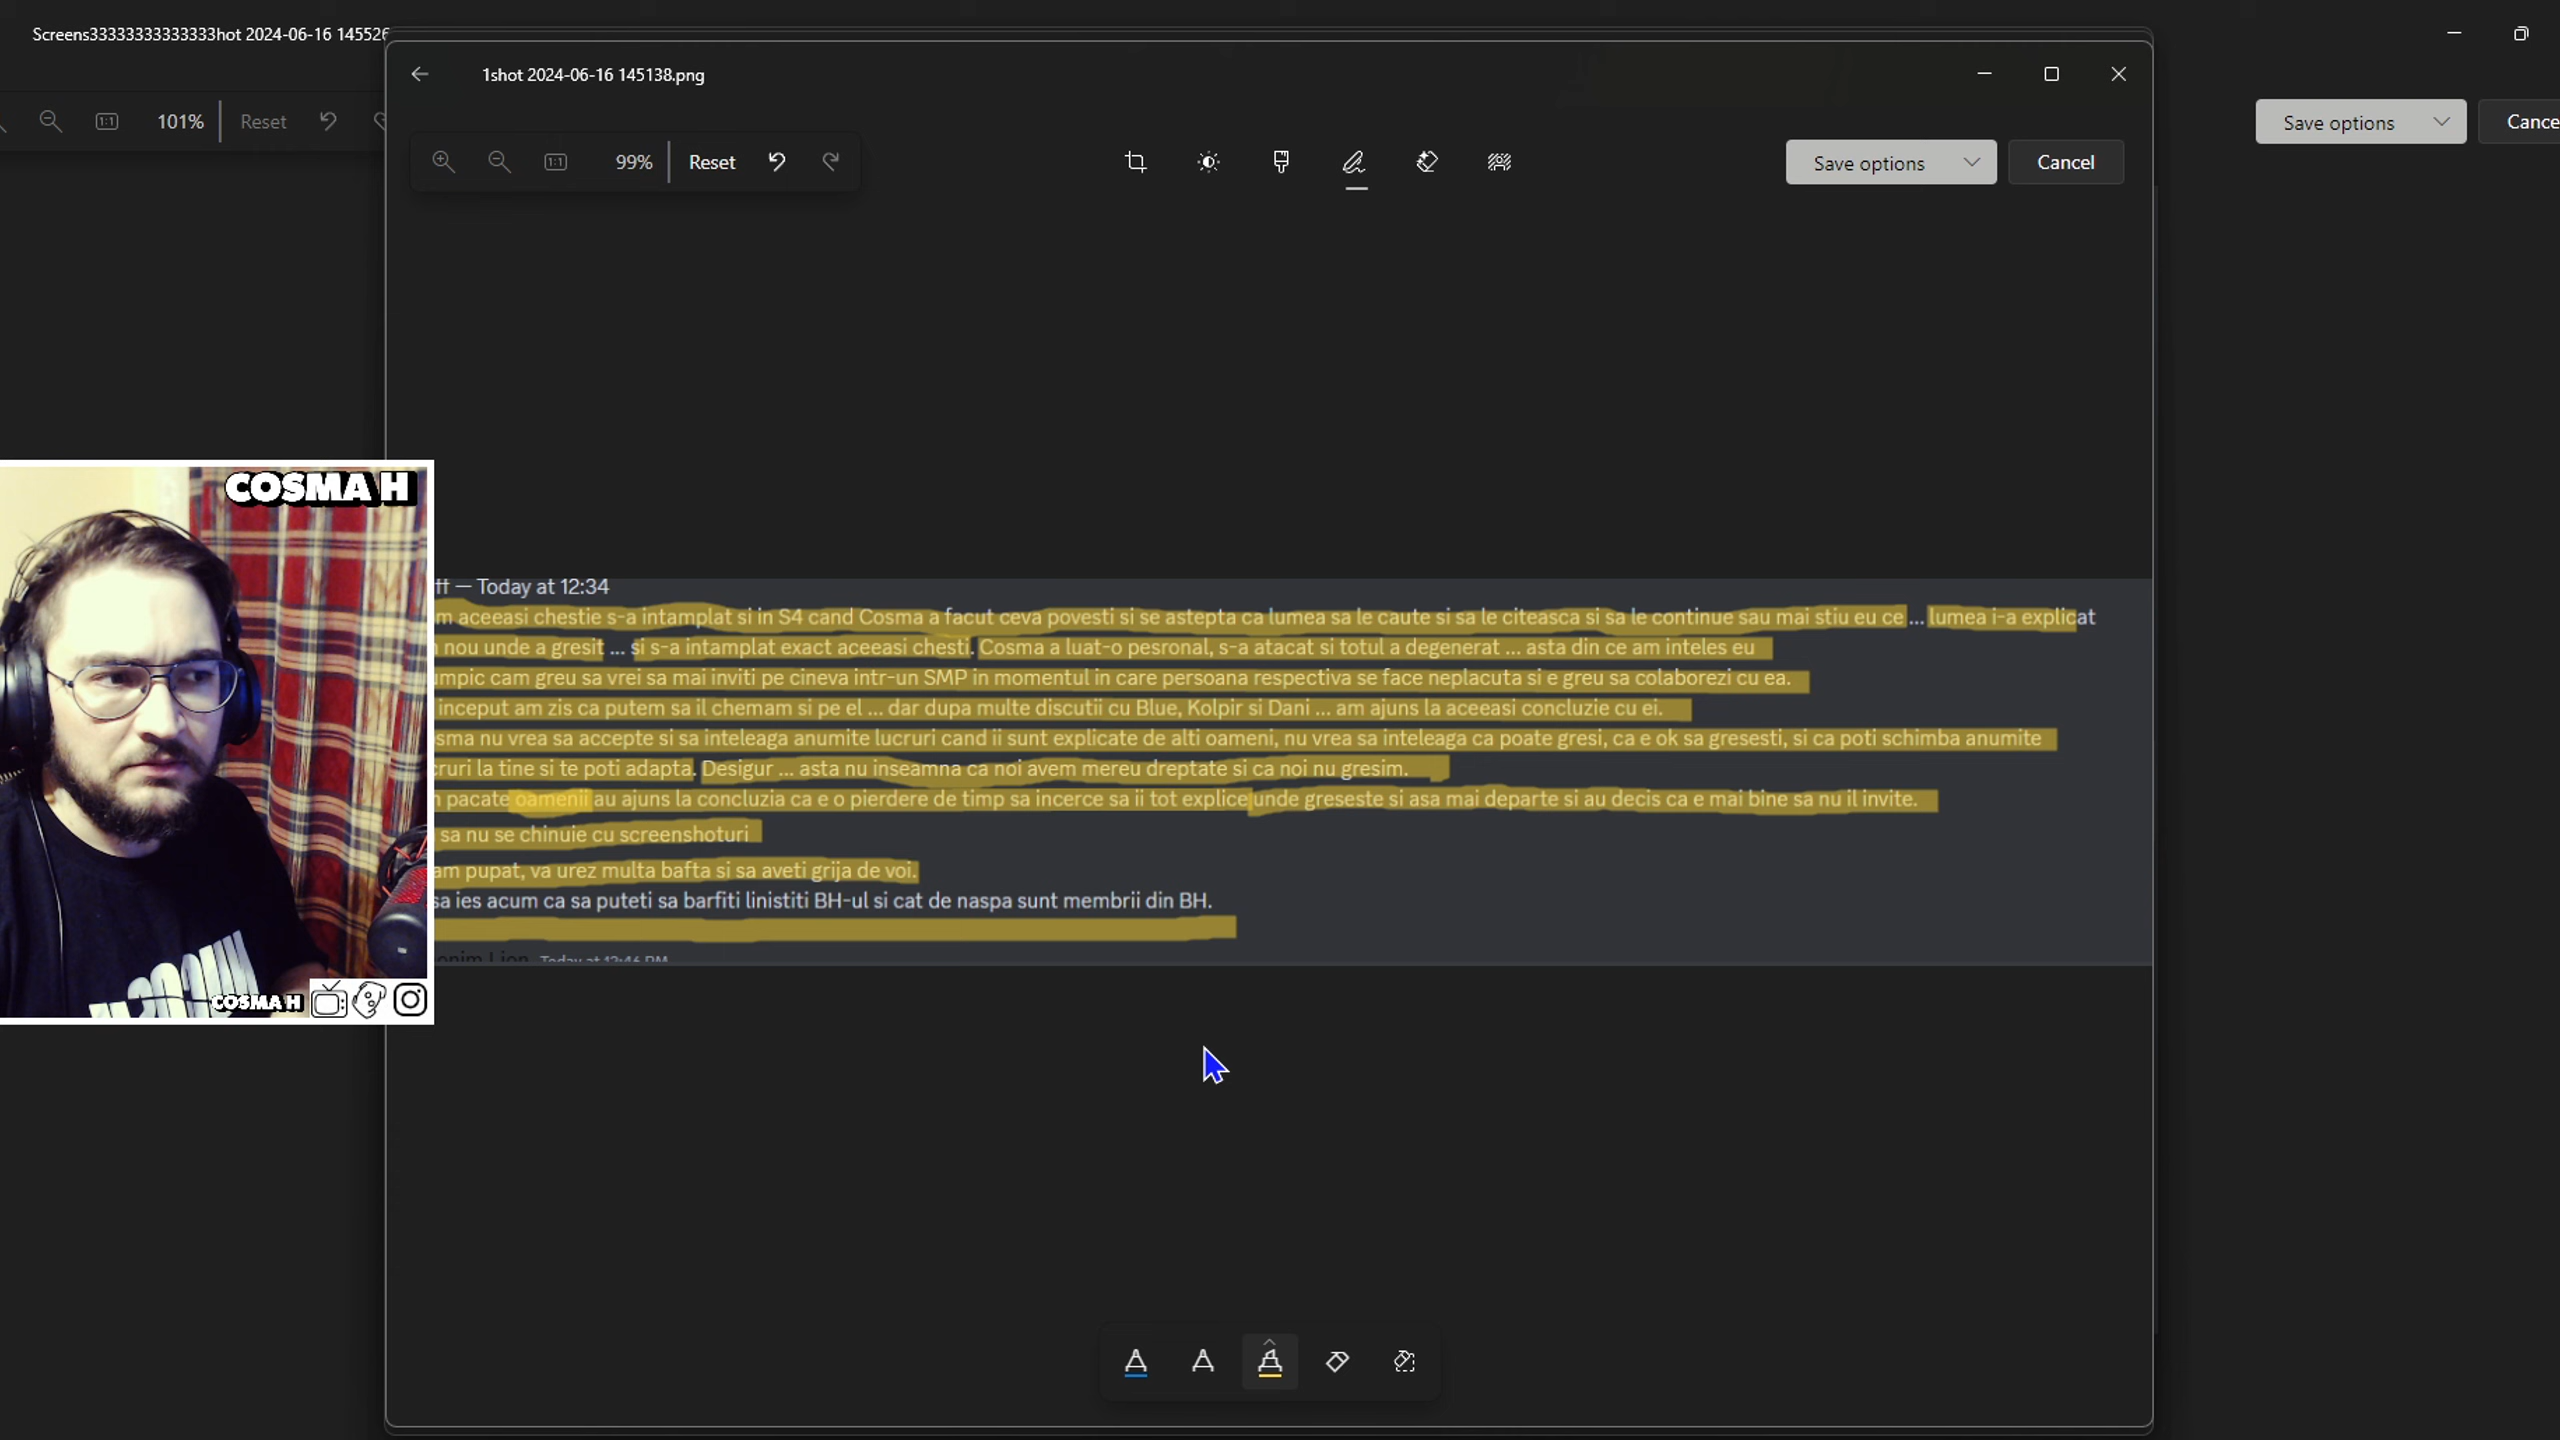 Screens33333333333333hot 2024-06-16 145526
1shot 2024-06-16 145138.png
101% Reset
Save options Cance
99% Reset
Save options Cancel
COSMA H
ff — Today at 12:34
m aceeasi chestie s-a intamplat si in S4 cand Cosma a facut ceva povesti si se astepta ca lumea sa le caute si sa le citeasca si sa le continue sau mai stiu eu ce ... lumea i-a explicat
nou unde a gresit ... si s-a intamplat exact aceeasi chesti. Cosma a luat-o pesronal, s-a atacat si totul a degenerat ... asta din ce am inteles eu
umpic cam greu sa vrei sa mai inviti pe cineva intr-un SMP in momentul in care persoana respectiva se face neplacuta si e greu sa colaborezi cu ea.
inceput am zis ca putem sa il chemam si pe el ... dar dupa multe discutii cu Blue, Kolpir si Dani ... am ajuns la aceeasi concluzie cu ei.
sma nu vrea sa accepte si sa inteleaga anumite lucruri cand ii sunt explicate de alti oameni, nu vrea sa inteleaga ca poate gresi, ca e ok sa gresesti, si ca poti schimba anumite
cruri la tine si te poti adapta. Desigur ... asta nu inseamna ca noi avem mereu dreptate si ca noi nu gresim.
n pacate oamenii au ajuns la concluzia ca e o pierdere de timp sa incerce sa ii tot explice unde greseste si asa mai departe si au decis ca e mai bine sa nu il invite.
sa nu se chinuie cu screenshoturi
am pupat, va urez multa bafta si sa aveti grija de voi.
sa ies acum ca sa puteti sa barfiti linistiti BH-ul si cat de naspa sunt membrii din BH.
onim Lion Today at 12:46 PM
COSMA H